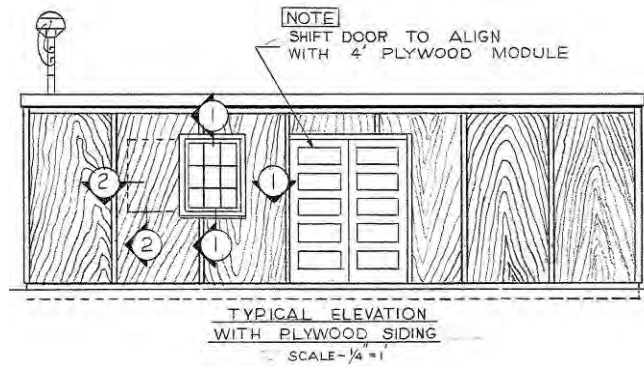 NOTE
SHIFT DOOR TO ALIGN
WITH 4' PLYWOOD MODULE
1
2
1
2
1
TYPICAL ELEVATION
WITH PLYWOOD SIDING
SCALE-¼"=1'